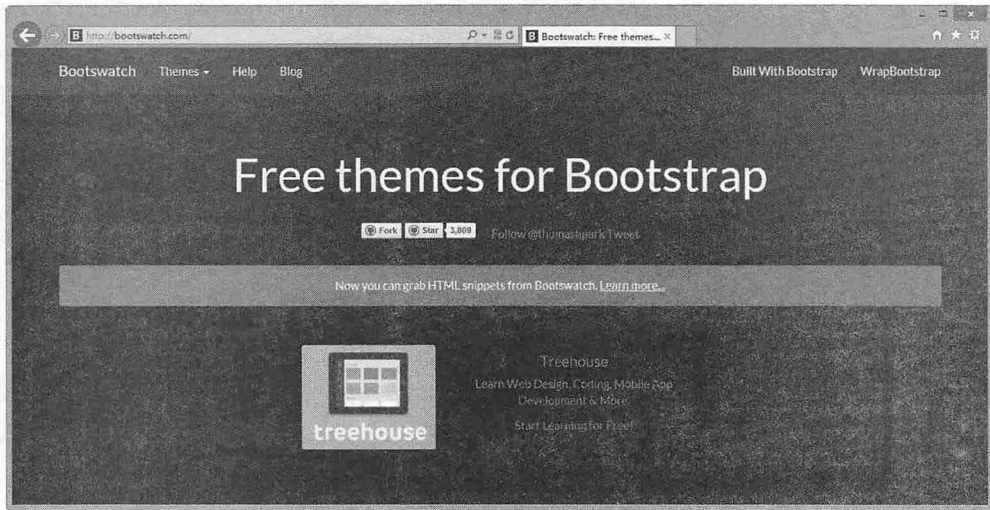 http://bootswatch.com/
Bootswatch: Free themes...
Bootswatch Themes Help Blog Built With Bootstrap WrapBootstrap
Free themes for Bootstrap
Fork Star 3,809 Follow @thomashpark Tweet
Now you can grab HTML snippets from Bootswatch. Learn more...
treehouse
Treehouse
Learn Web Design, Coding, Mobile App
Development & More.
Start Learning for Free!